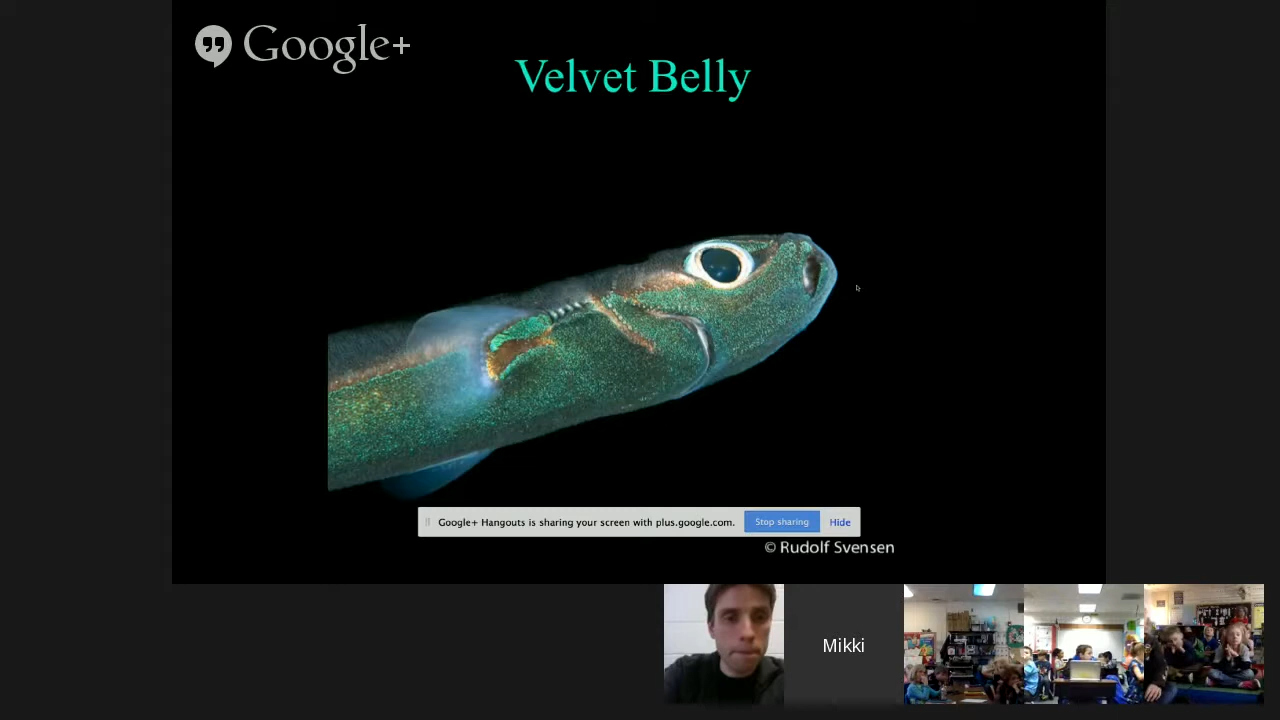 Google+
Velvet Belly
Google+ Hangouts is sharing your screen with plus.google.com. Stop sharing Hide
© Rudolf Svensen
Mikki